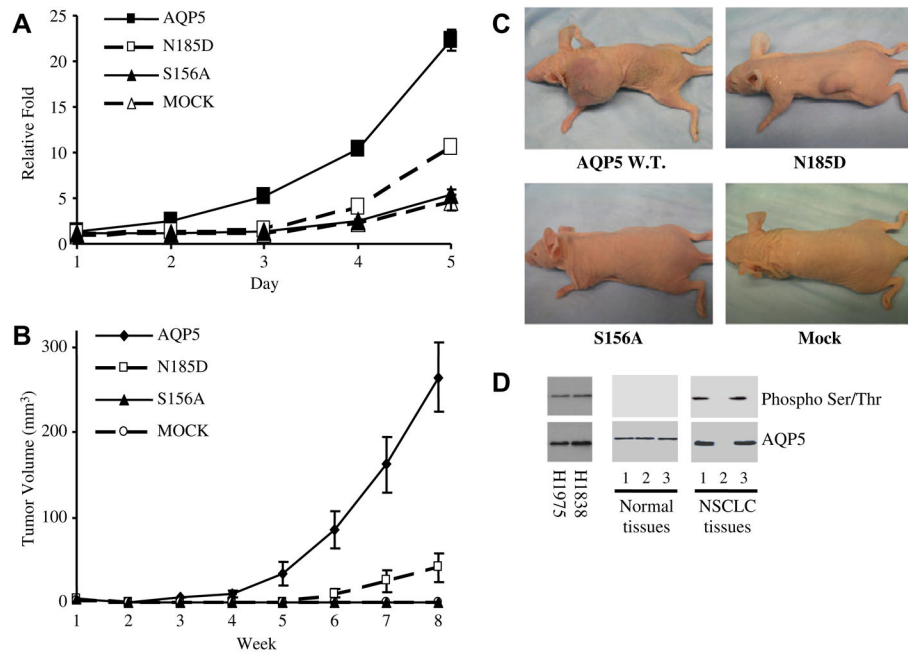 A
AQP5
N185D
S156A
MOCK
25
20
15
10
5
0
Relative Fold
1 2 3 4 5
Day
B
AQP5
N185D
S156A
MOCK
300
200
100
0
Tumor Volume (mm³)
1 2 3 4 5 6 7 8
Week
C
AQP5 W.T. N185D
S156A Mock
D
Phospho Ser/Thr
AQP5
H1975
H1838
1 2 3 1 2 3
Normal tissues
NSCLC tissues